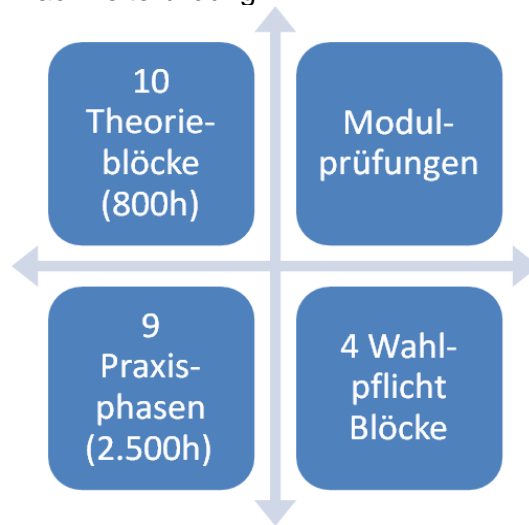 10
Theorie-
blöcke
(800h)
Modul-
prüfungen
9
Praxis-
phasen
(2.500h)
4 Wahl-
pflicht
Blöcke